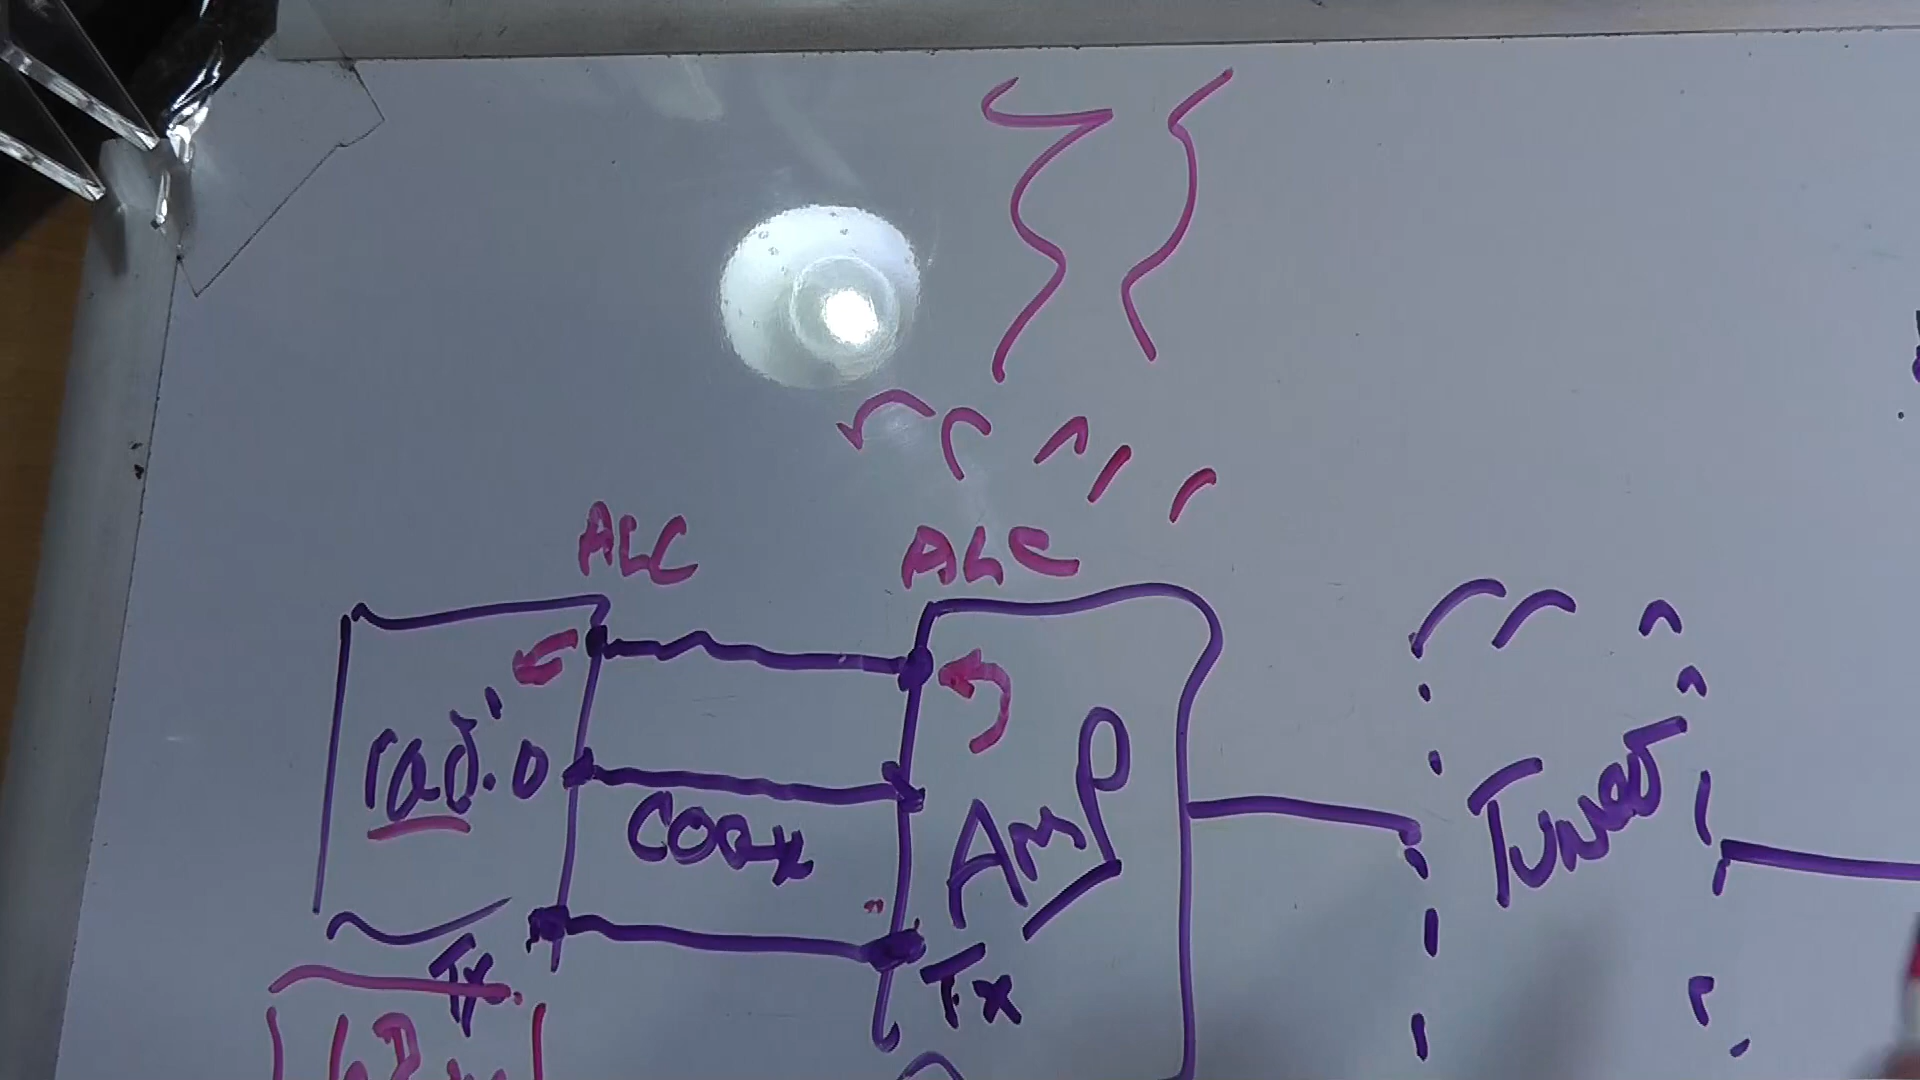 ALC ALC
radio
Coax
Amp
Tuner
Tx
Tx